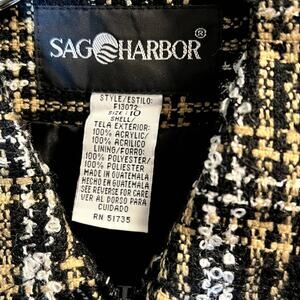 SAG HARBOR®
STYLE/ESTILO:
F13072
SIZE: 10
SHELL/
TELA EXTERIOR:
100% ACRYLIC/
100% ACRILICO
LINING/FORRO:
100% POLYESTER/
100% POLIESTER
MADE IN GUATEMALA
HECHO EN GUATEMALA
SEE REVERSE FOR CARE
VER AL DORSO PARA
CUIDADO
RN 51735